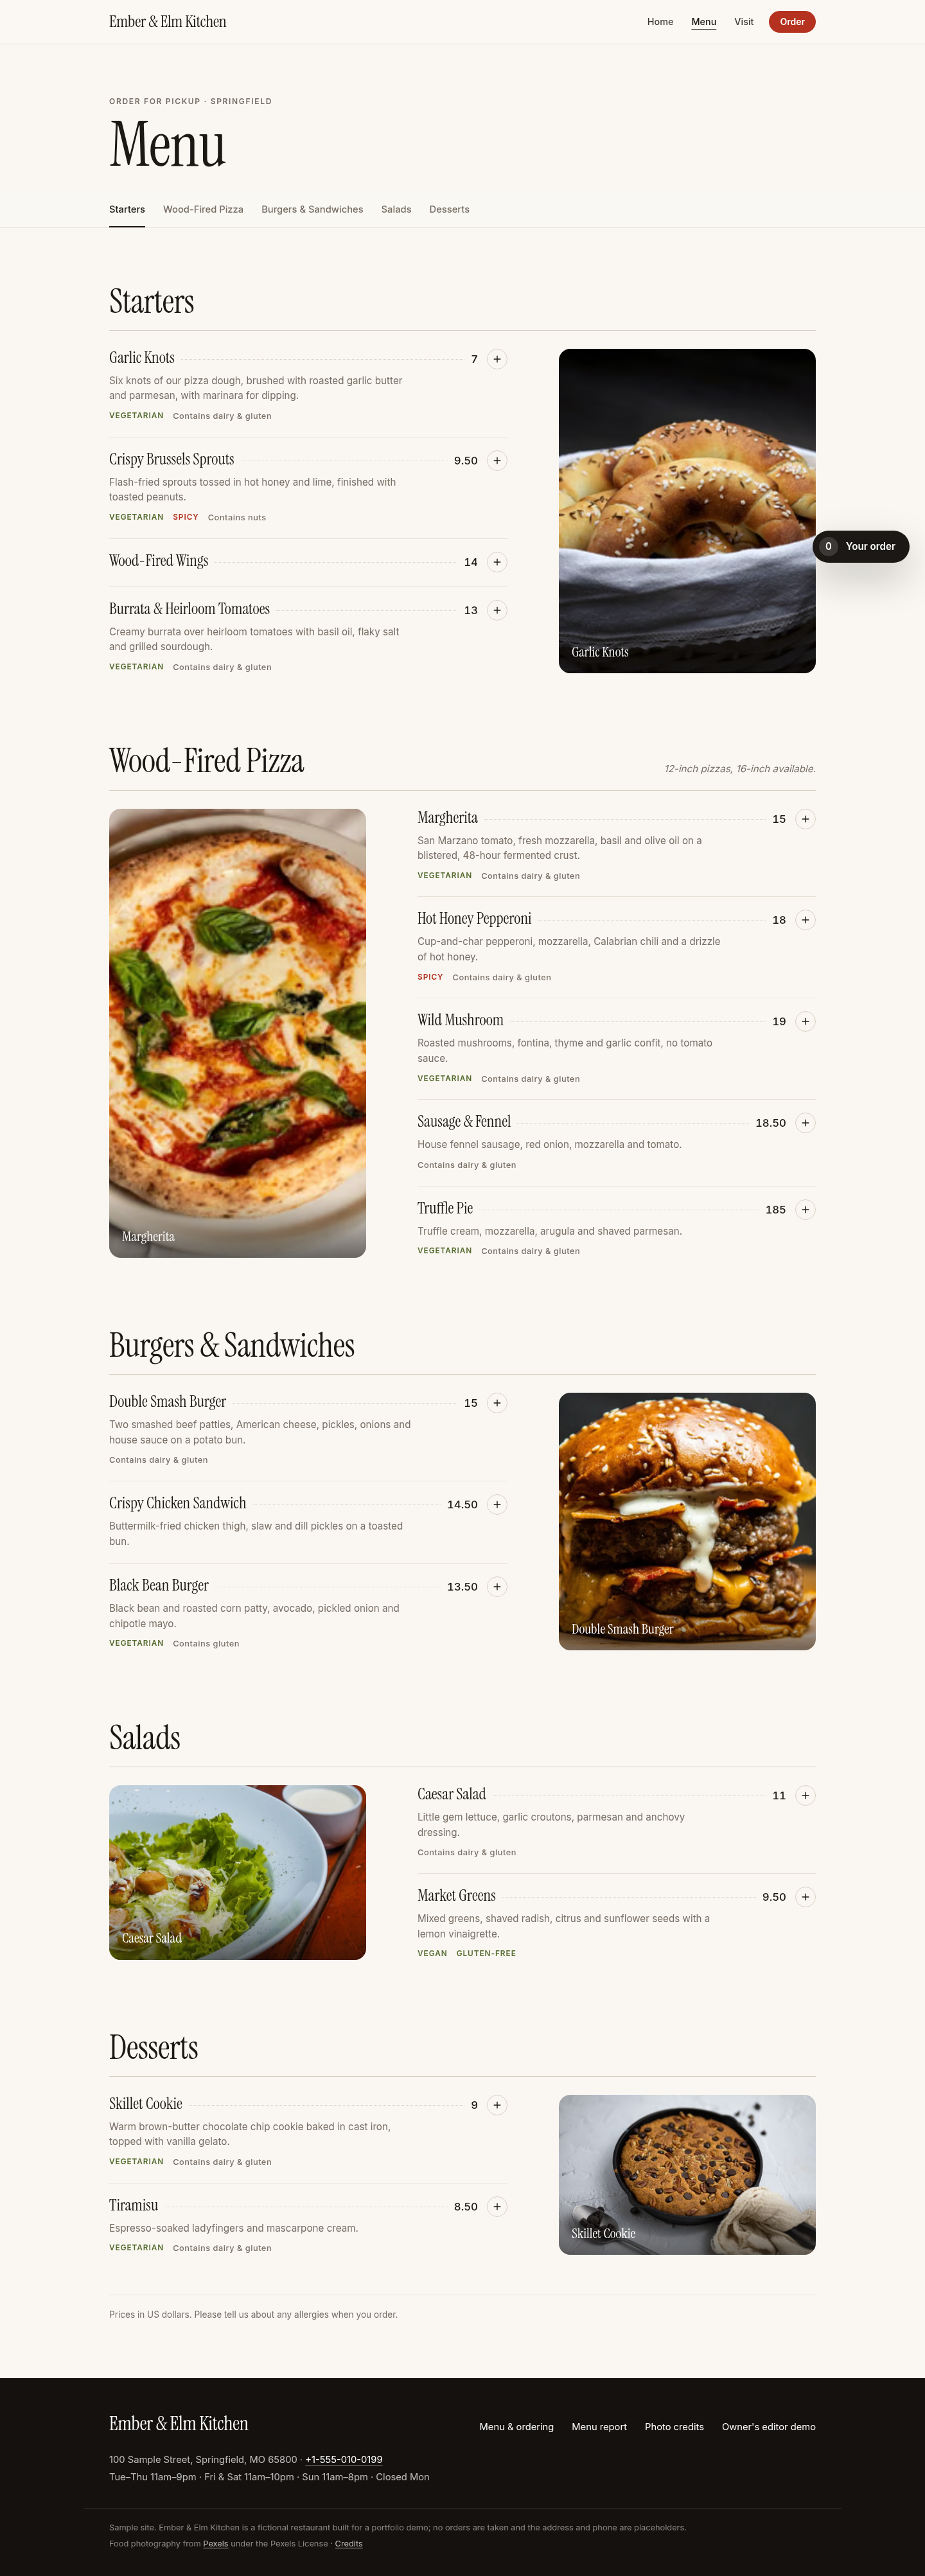 Ember & Elm Kitchen
Home Menu Visit Order
ORDER FOR PICKUP · SPRINGFIELD
Menu
Starters Wood-Fired Pizza Burgers & Sandwiches Salads Desserts
Starters
Garlic Knots 7 +
Six knots of our pizza dough, brushed with roasted garlic butter
and parmesan, with marinara for dipping.
VEGETARIAN Contains dairy & gluten
Crispy Brussels Sprouts 9.50 +
Flash-fried sprouts tossed in hot honey and lime, finished with
toasted peanuts.
VEGETARIAN SPICY Contains nuts
Wood-Fired Wings 14 +
Burrata & Heirloom Tomatoes 13 +
Creamy burrata over heirloom tomatoes with basil oil, flaky salt
and grilled sourdough.
VEGETARIAN Contains dairy & gluten
Garlic Knots
0 Your order
Wood-Fired Pizza
12-inch pizzas, 16-inch available.
Margherita
Margherita 15 +
San Marzano tomato, fresh mozzarella, basil and olive oil on a
blistered, 48-hour fermented crust.
VEGETARIAN Contains dairy & gluten
Hot Honey Pepperoni 18 +
Cup-and-char pepperoni, mozzarella, Calabrian chili and a drizzle
of hot honey.
SPICY Contains dairy & gluten
Wild Mushroom 19 +
Roasted mushrooms, fontina, thyme and garlic confit, no tomato
sauce.
VEGETARIAN Contains dairy & gluten
Sausage & Fennel 18.50 +
House fennel sausage, red onion, mozzarella and tomato.
Contains dairy & gluten
Truffle Pie 185 +
Truffle cream, mozzarella, arugula and shaved parmesan.
VEGETARIAN Contains dairy & gluten
Burgers & Sandwiches
Double Smash Burger 15 +
Two smashed beef patties, American cheese, pickles, onions and
house sauce on a potato bun.
Contains dairy & gluten
Crispy Chicken Sandwich 14.50 +
Buttermilk-fried chicken thigh, slaw and dill pickles on a toasted
bun.
Black Bean Burger 13.50 +
Black bean and roasted corn patty, avocado, pickled onion and
chipotle mayo.
VEGETARIAN Contains gluten
Double Smash Burger
Salads
Caesar Salad
Caesar Salad 11 +
Little gem lettuce, garlic croutons, parmesan and anchovy
dressing.
Contains dairy & gluten
Market Greens 9.50 +
Mixed greens, shaved radish, citrus and sunflower seeds with a
lemon vinaigrette.
VEGAN GLUTEN-FREE
Desserts
Skillet Cookie 9 +
Warm brown-butter chocolate chip cookie baked in cast iron,
topped with vanilla gelato.
VEGETARIAN Contains dairy & gluten
Tiramisu 8.50 +
Espresso-soaked ladyfingers and mascarpone cream.
VEGETARIAN Contains dairy & gluten
Skillet Cookie
Prices in US dollars. Please tell us about any allergies when you order.
Ember & Elm Kitchen
Menu & ordering Menu report Photo credits Owner's editor demo
100 Sample Street, Springfield, MO 65800 · +1-555-010-0199
Tue–Thu 11am–9pm · Fri & Sat 11am–10pm · Sun 11am–8pm · Closed Mon
Sample site. Ember & Elm Kitchen is a fictional restaurant built for a portfolio demo; no orders are taken and the address and phone are placeholders.
Food photography from Pexels under the Pexels License · Credits